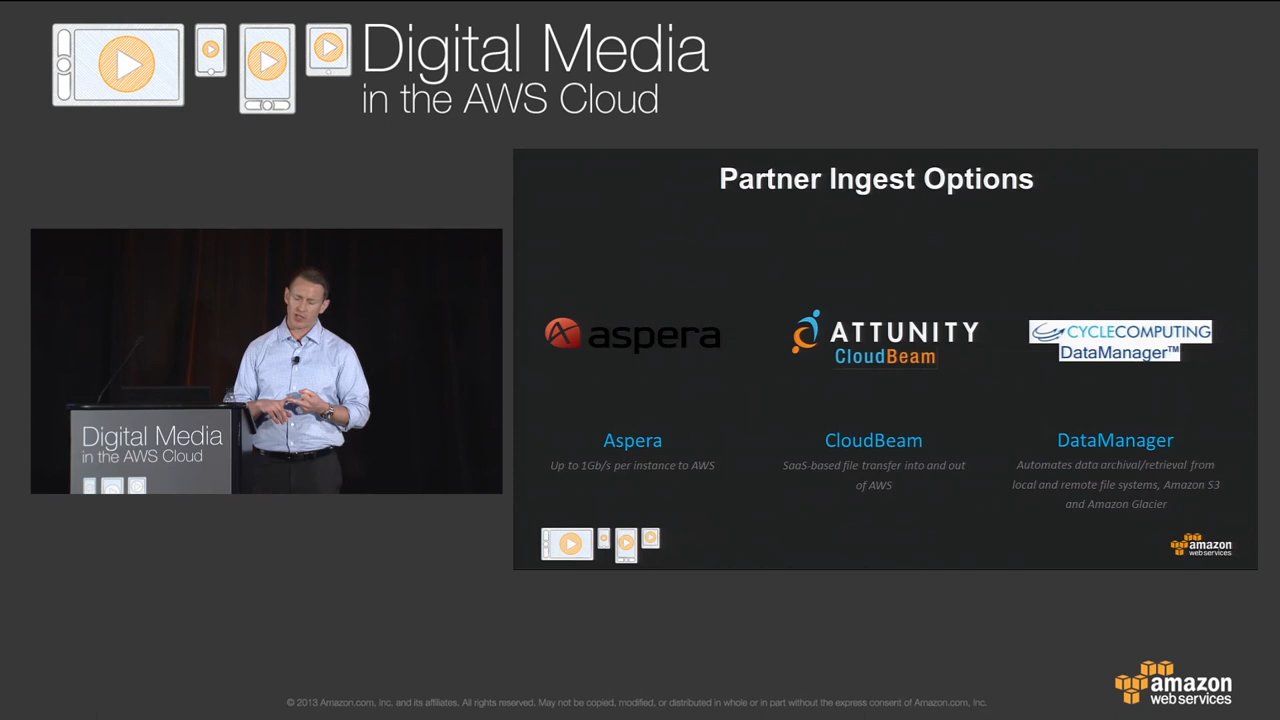 Digital Media
in the AWS Cloud
Digital Media
in the AWS Cloud
Partner Ingest Options
aspera
ATTUNITY
CloudBeam
CYCLECOMPUTING
DataManager™
Aspera
Up to 1Gb/s per instance to AWS
CloudBeam
SaaS-based file transfer into and out
of AWS
DataManager
Automates data archival/retrieval from
local and remote file systems, Amazon S3
and Amazon Glacier
amazon
web services
© 2013 Amazon.com, Inc. and its affiliates. All rights reserved. May not be copied, modified, or distributed in whole or in part without the express consent of Amazon.com, Inc.
amazon
web services